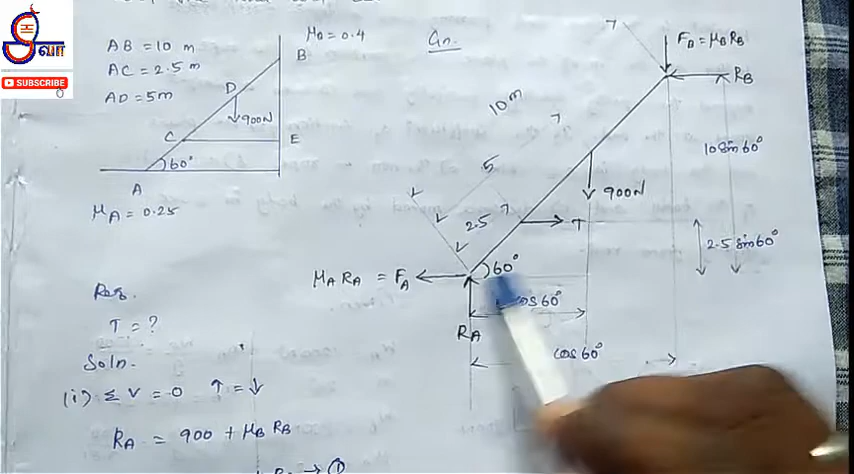 சிவா
SUBSCRIBE
AB = 10 m
AC = 2.5 m
AD = 5m
μB = 0.4
B
D
900N
C
E
60°
A
μA = 0.25
Req.
T = ?
Soln.
(i) Σ V = 0 ↑ = ↓
RA = 900 + μB RB
→ ①
Gn.
FB = μB RB
RB
10m
10 sin 60°
5
900N
2.5
T
2.5 sin 60°
60°
μA RA = FA
cos 60°
RA
cos 60°